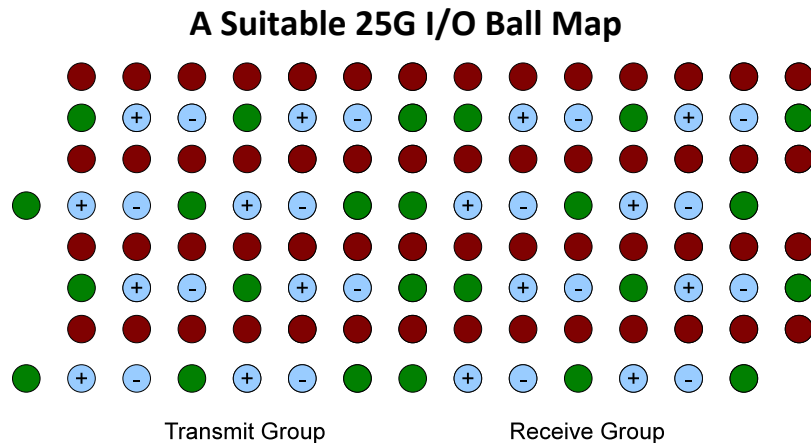 A Suitable 25G I/O Ball Map
+ - + - + - + -
+ - + - + - + -
+ - + - + - + -
+ - + - + - + -
Transmit Group Receive Group